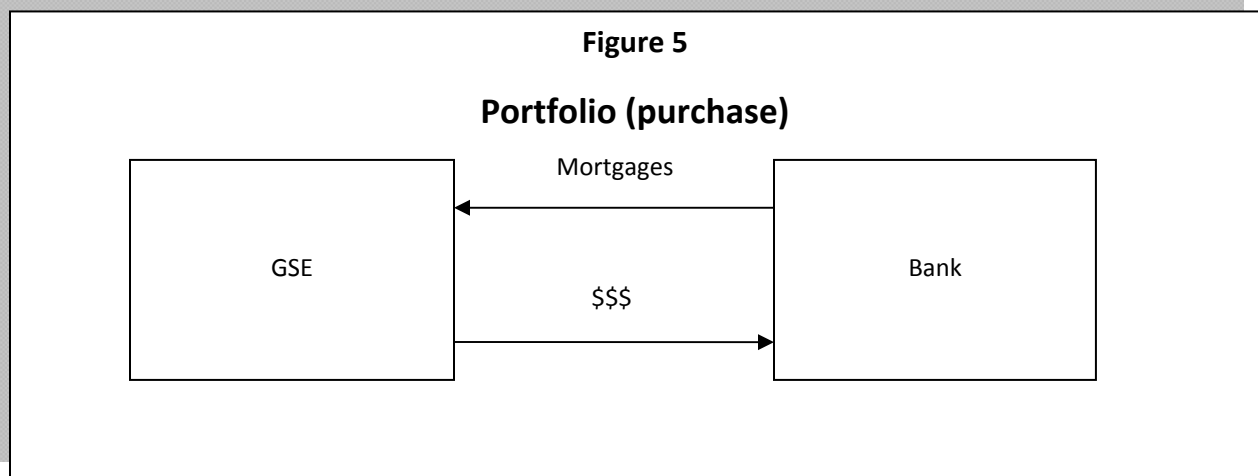 Figure 5
Portfolio (purchase)
Mortgages
GSE
Bank
$$$